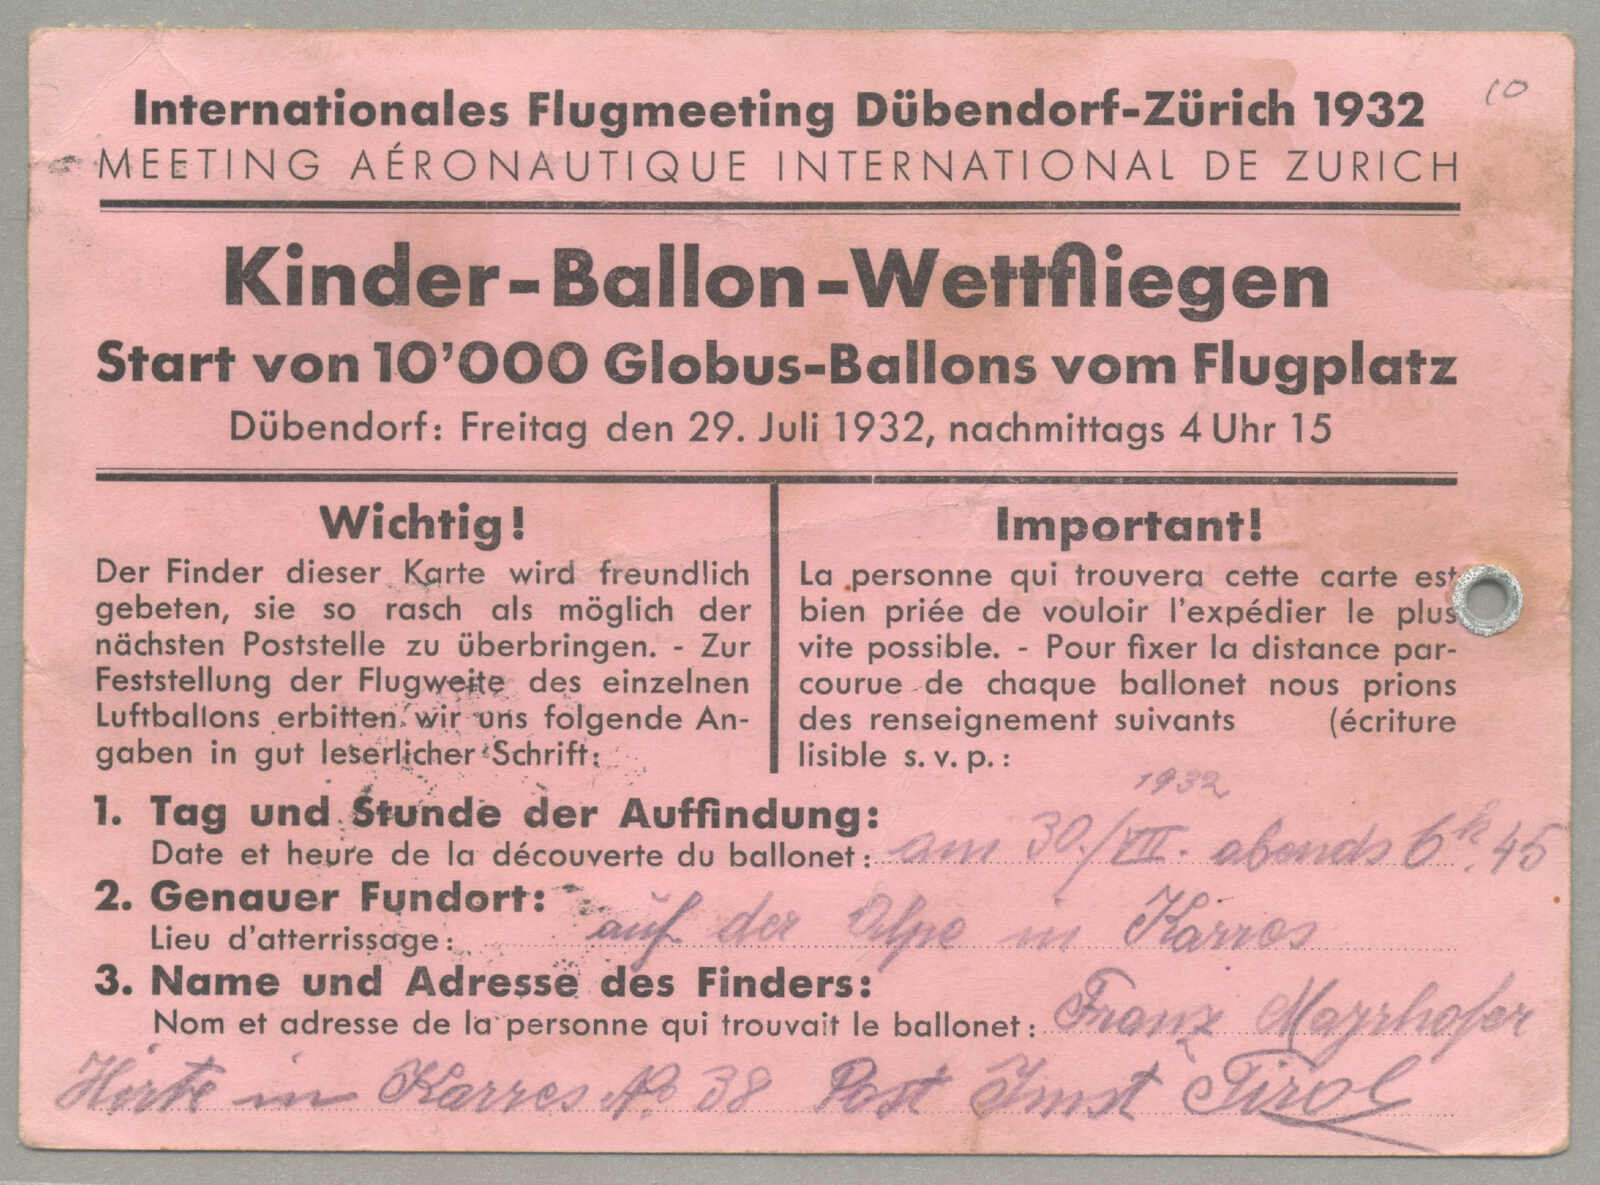 10
Internationales Flugmeeting Dübendorf-Zürich 1932
MEETING AÉRONAUTIQUE INTERNATIONAL DE ZURICH
Kinder-Ballon-Wettfliegen
Start von 10'000 Globus-Ballons vom Flugplatz
Dübendorf: Freitag den 29. Juli 1932, nachmittags 4 Uhr 15
Wichtig!
Der Finder dieser Karte wird freundlich
gebeten, sie so rasch als möglich der
nächsten Poststelle zu überbringen. - Zur
Feststellung der Flugweite des einzelnen
Luftballons erbitten wir uns folgende An-
gaben in gut leserlicher Schrift:
Important!
La personne qui trouvera cette carte est
bien priée de vouloir l'expédier le plus
vite possible. - Pour fixer la distance par-
courue de chaque ballonet nous prions
des renseignement suivants (écriture
lisible s. v. p. :
1932
1. Tag und Stunde der Auffindung:
Date et heure de la découverte du ballonet: am 30./VII. abends 6h.45
2. Genauer Fundort:
Lieu d'atterrissage: auf der Alpe in Karres
3. Name und Adresse des Finders:
Nom et adresse de la personne qui trouvait le ballonet: Franz Mayrhofer
Hirte in Karres No 38 Post Imst Tirol